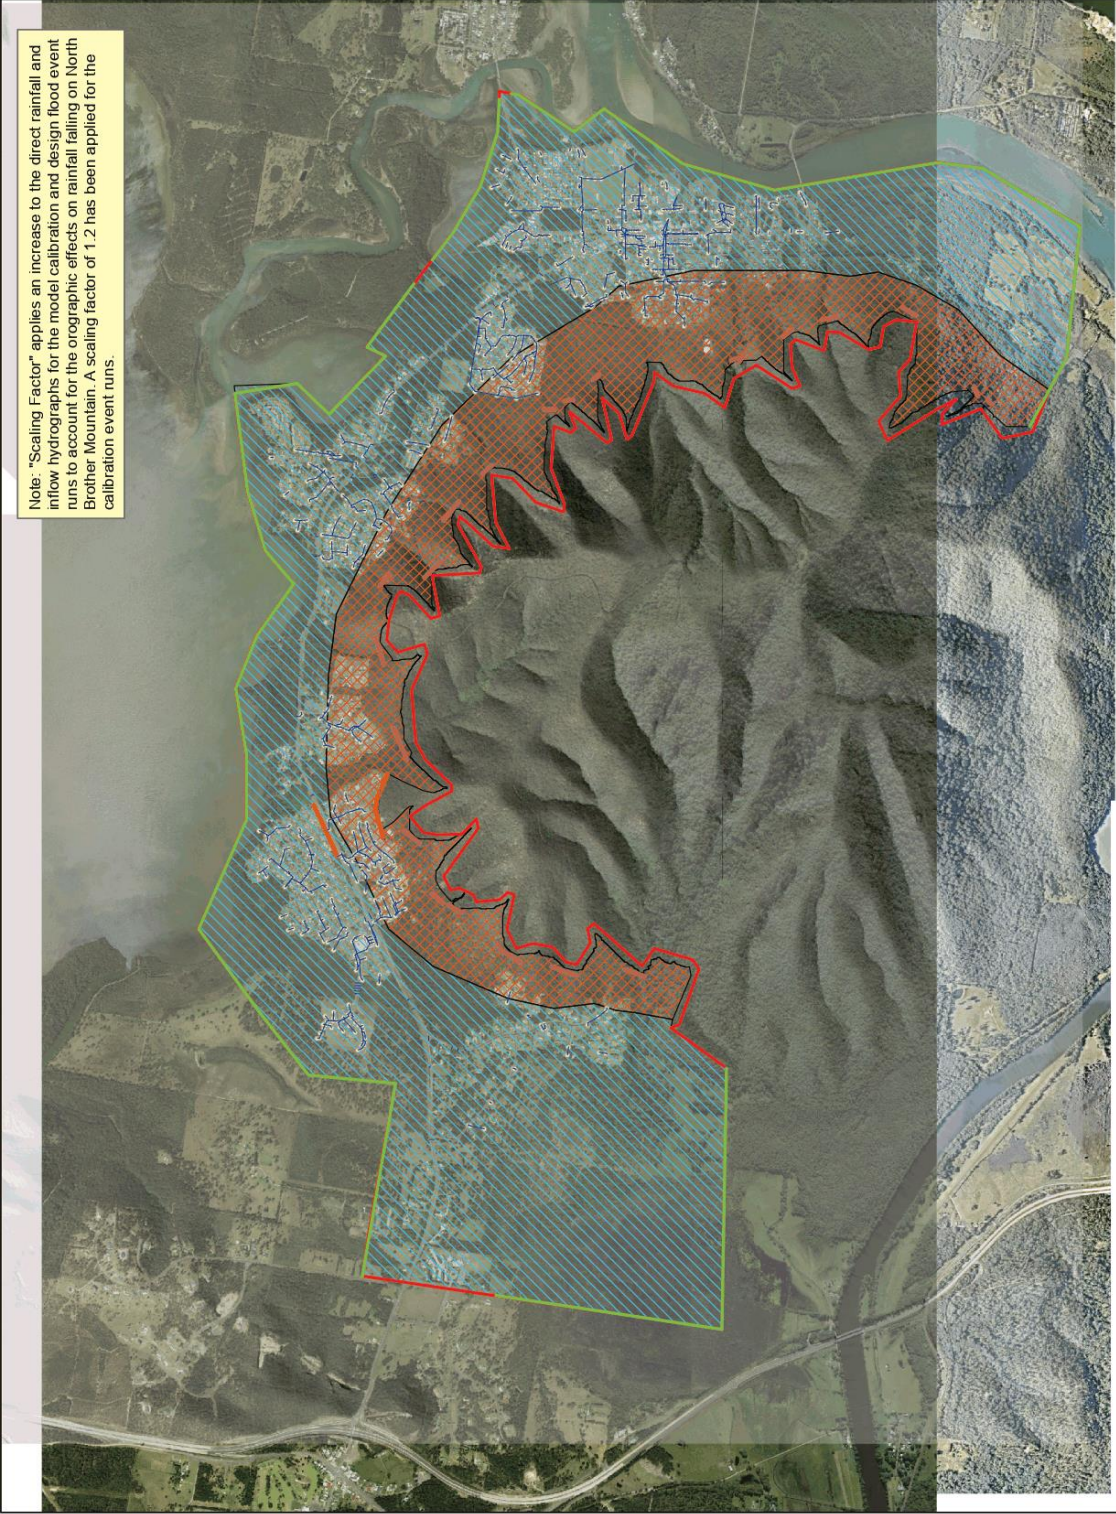 Note: "Scaling Factor" applies an increase to the direct rainfall and
inflow hydrographs for the model calibration and design flood event
runs to account for the orographic effects on rainfall falling on North
Brother Mountain. A scaling factor of 1.2 has been applied for the
calibration event runs.